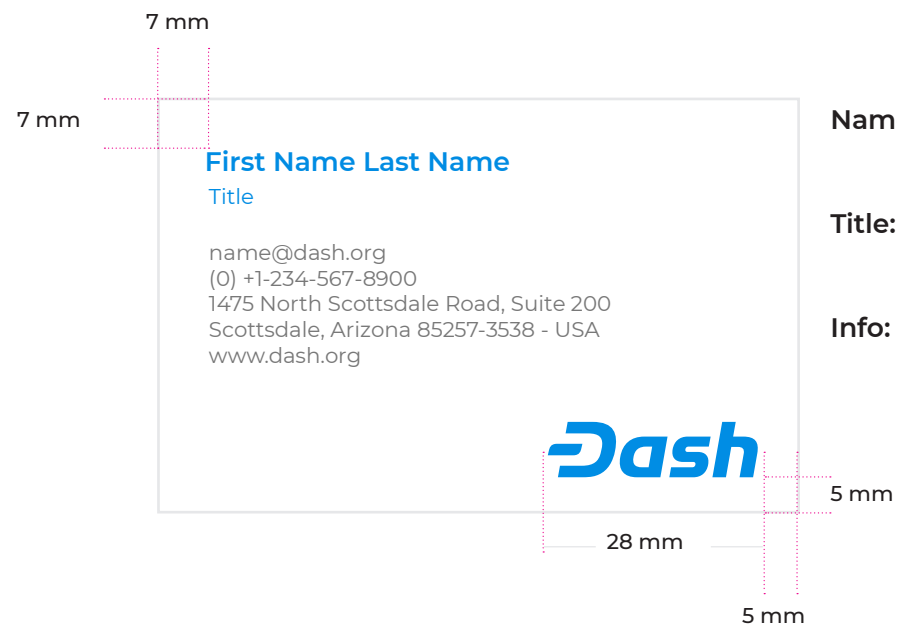 7 mm
7 mm
Nam
First Name Last Name
Title
Title:
name@dash.org
(0) +1-234-567-8900
1475 North Scottsdale Road, Suite 200
Scottsdale, Arizona 85257-3538 - USA
www.dash.org
Info:
Dash
5 mm
28 mm
5 mm